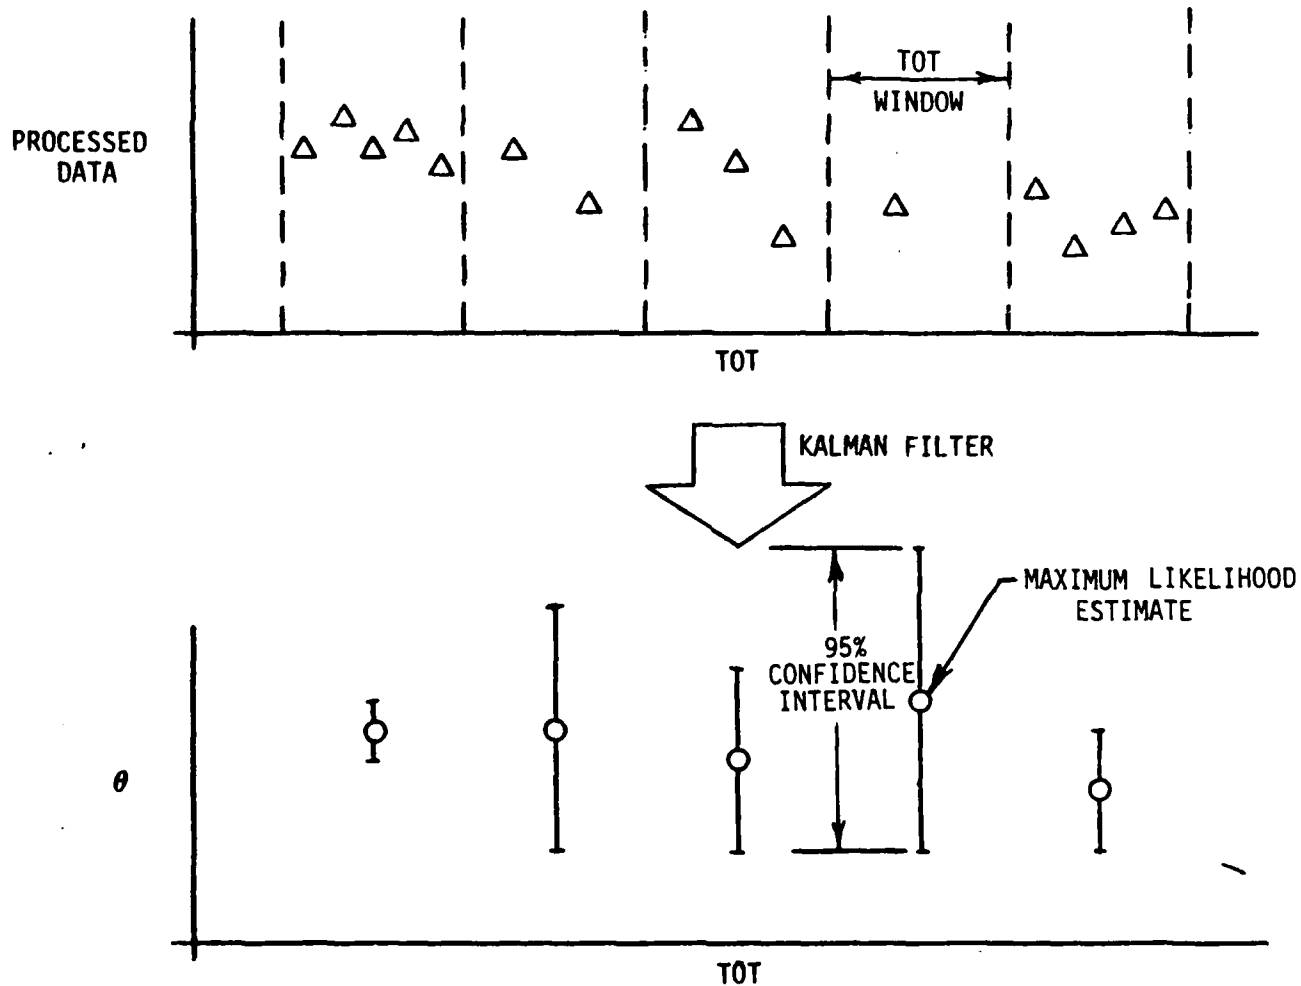 TOT
WINDOW
PROCESSED
DATA
TOT
KALMAN FILTER
MAXIMUM LIKELIHOOD
ESTIMATE
95%
CONFIDENCE
INTERVAL
θ
TOT